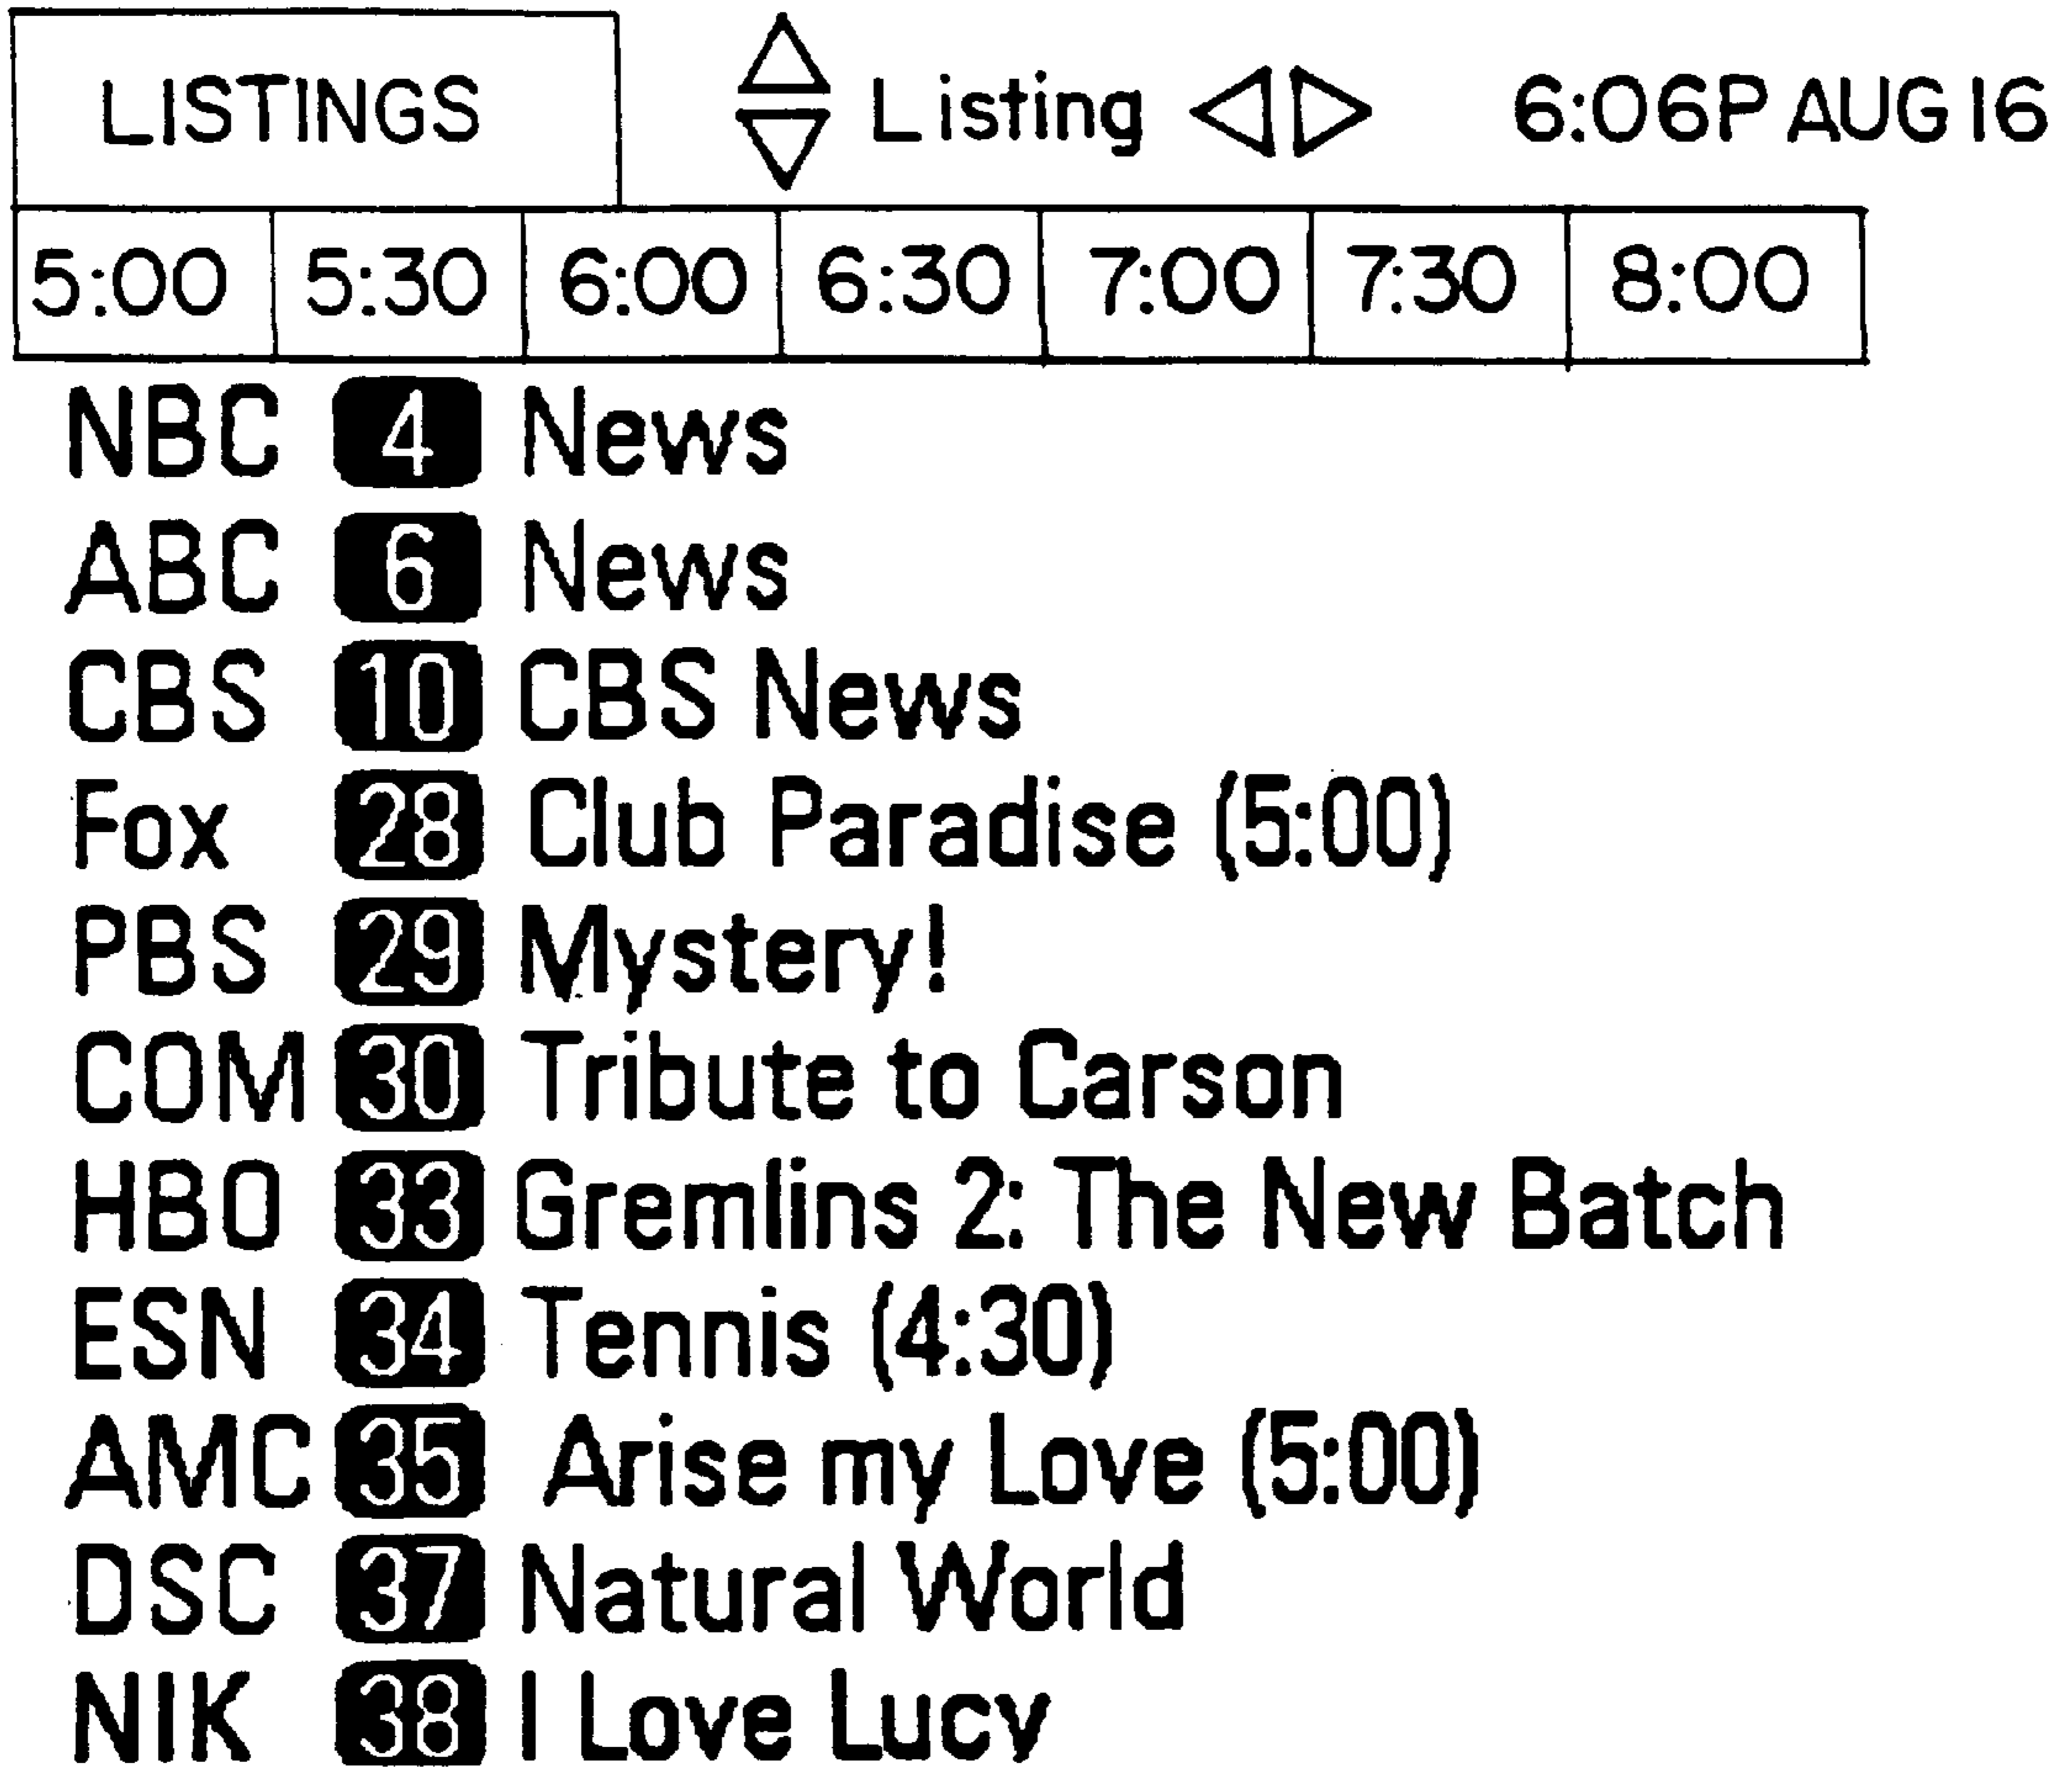 LISTINGS Listing 6:06P AUG 16
5:00 5:30 6:00 6:30 7:00 7:30 8:00
NBC 4 News
ABC 6 News
CBS 10 CBS News
Fox 28 Club Paradise (5:00)
PBS 29 Mystery!
COM 30 Tribute to Carson
HBO 33 Gremlins 2: The New Batch
ESN 34 Tennis (4:30)
AMC 35 Arise my Love (5:00)
DSC 37 Natural World
NIK 38 I Love Lucy